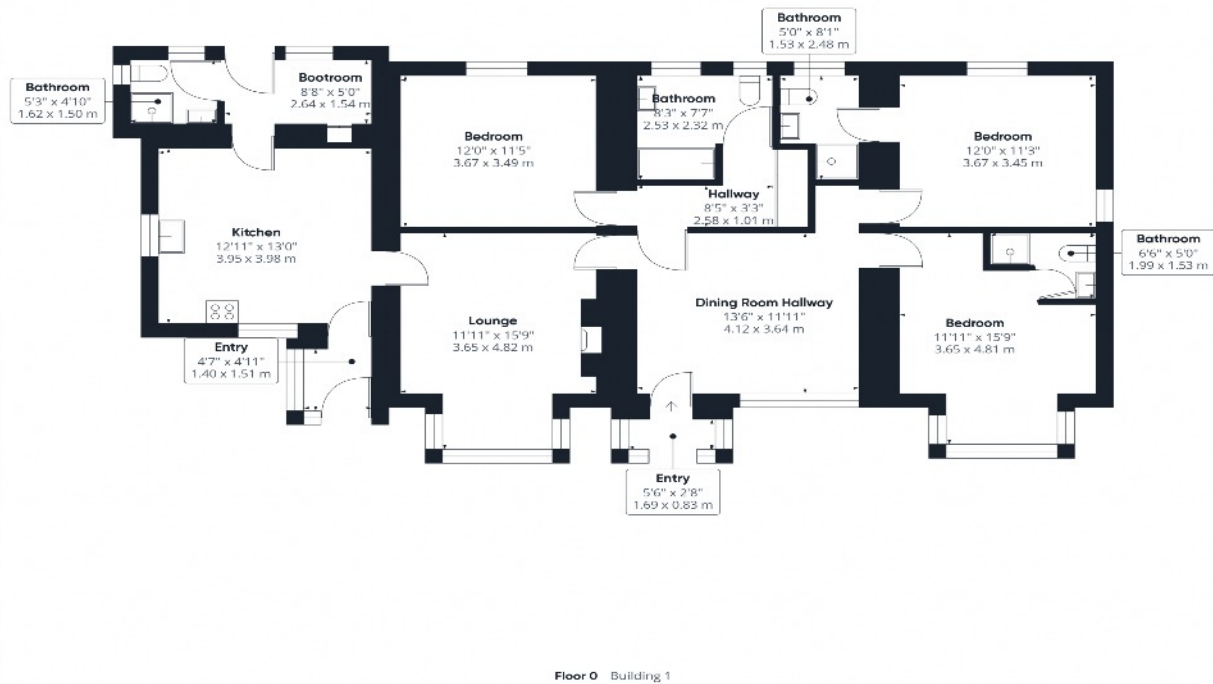 Bathroom
5'0" x 8'1"
1.53 x 2.48 m
Bathroom
5'3" x 4'10"
1.62 x 1.50 m
Bootroom
8'8" x 5'0"
2.64 x 1.54 m
Bathroom
8'3" x 7'7"
2.53 x 2.32 m
Bedroom
12'0" x 11'5"
3.67 x 3.49 m
Bedroom
12'0" x 11'3"
3.67 x 3.45 m
Hallway
8'5" x 3'3"
2.58 x 1.01 m
Kitchen
12'11" x 13'0"
3.95 x 3.98 m
Bathroom
6'6" x 5'0"
1.99 x 1.53 m
Dining Room Hallway
13'6" x 11'11"
4.12 x 3.64 m
Lounge
11'11" x 15'9"
3.65 x 4.82 m
Bedroom
11'11" x 15'9"
3.65 x 4.81 m
Entry
4'7" x 4'11"
1.40 x 1.51 m
Entry
5'6" x 2'8"
1.69 x 0.83 m
Floor 0 Building 1